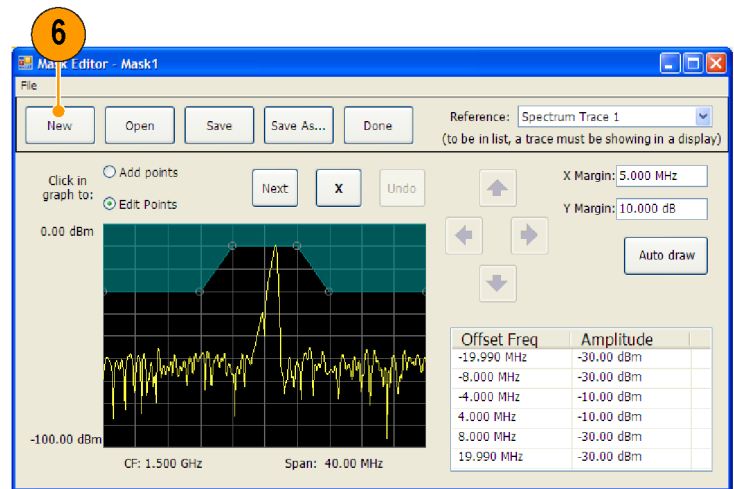 6
Mask Editor - Mask1
File
New Open Save Save As... Done
Reference: Spectrum Trace 1
(to be in list, a trace must be showing in a display)
Click in graph to:
Add points
Edit Points
Next X Undo
X Margin: 5.000 MHz
Y Margin: 10.000 dB
Auto draw
0.00 dBm
-100.00 dBm
CF: 1.500 GHz Span: 40.00 MHz
Offset Freq Amplitude
-19.990 MHz -30.00 dBm
-8.000 MHz -30.00 dBm
-4.000 MHz -10.00 dBm
4.000 MHz -10.00 dBm
8.000 MHz -30.00 dBm
19.990 MHz -30.00 dBm